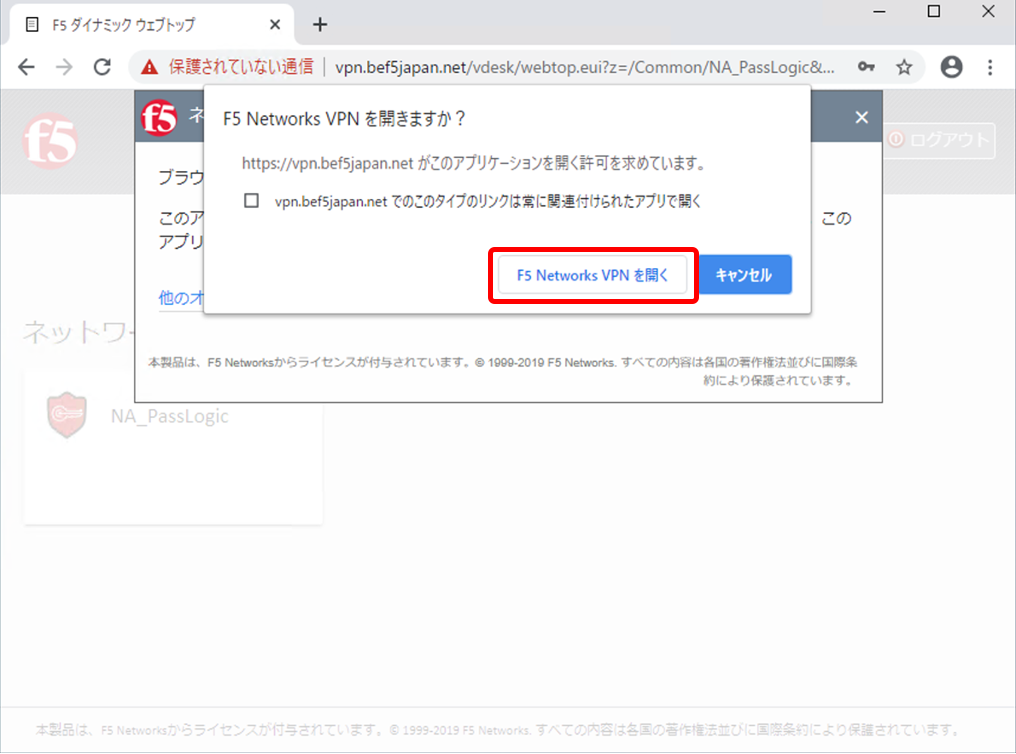 F5 ダイナミック ウェブトップ
保護されていない通信 | vpn.bef5japan.net/vdesk/webtop.eui?z=/Common/NA_PassLogic&...
f5
ログアウト
f5 ネ
F5 Networks VPN を開きますか？
https://vpn.bef5japan.net がこのアプリケーションを開く許可を求めています。
vpn.bef5japan.net でのこのタイプのリンクは常に関連付けられたアプリで開く
F5 Networks VPN を開く キャンセル
ブラウ
このア この
アプリ
他のオ
本製品は、F5 Networksからライセンスが付与されています。© 1999-2019 F5 Networks. すべての内容は各国の著作権法並びに国際条
約により保護されています。
ネットワー
NA_PassLogic
本製品は、F5 Networksからライセンスが付与されています。© 1999-2019 F5 Networks. すべての内容は各国の著作権法並びに国際条約により保護されています。